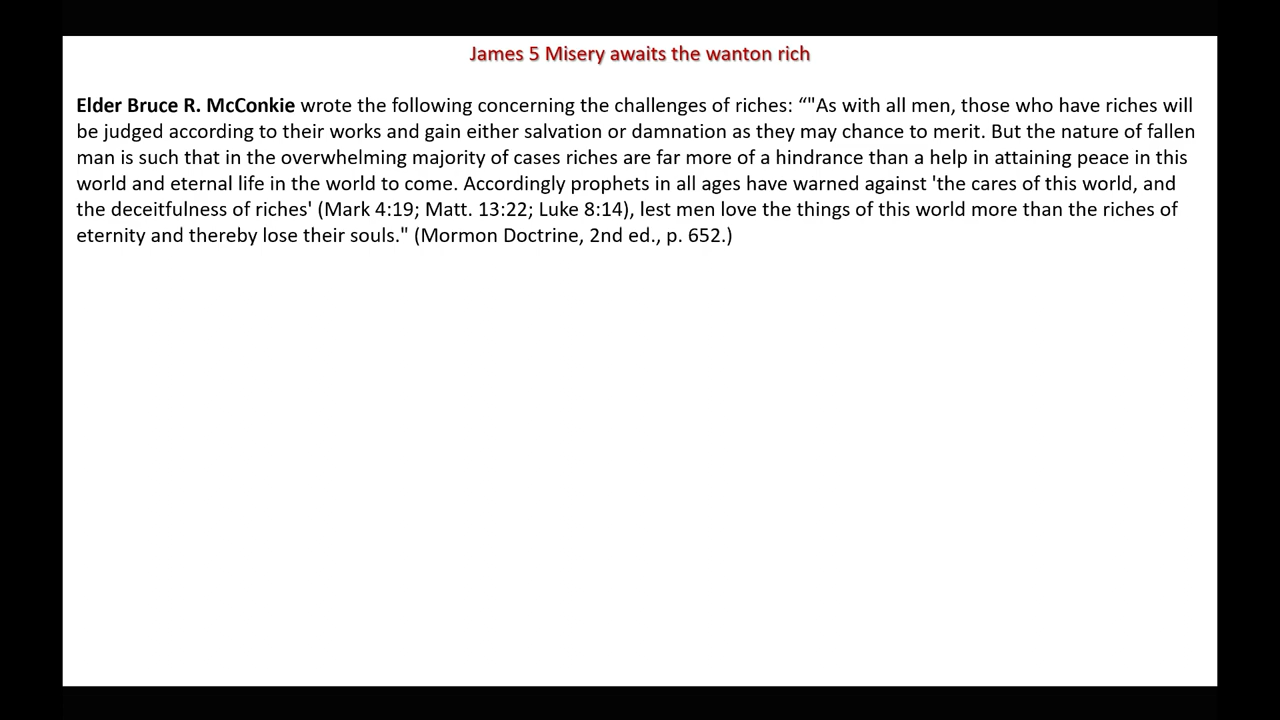 James 5 Misery awaits the wanton rich
Elder Bruce R. McConkie wrote the following concerning the challenges of riches: “"As with all men, those who have riches will
be judged according to their works and gain either salvation or damnation as they may chance to merit. But the nature of fallen
man is such that in the overwhelming majority of cases riches are far more of a hindrance than a help in attaining peace in this
world and eternal life in the world to come. Accordingly prophets in all ages have warned against 'the cares of this world, and
the deceitfulness of riches' (Mark 4:19; Matt. 13:22; Luke 8:14), lest men love the things of this world more than the riches of
eternity and thereby lose their souls." (Mormon Doctrine, 2nd ed., p. 652.)